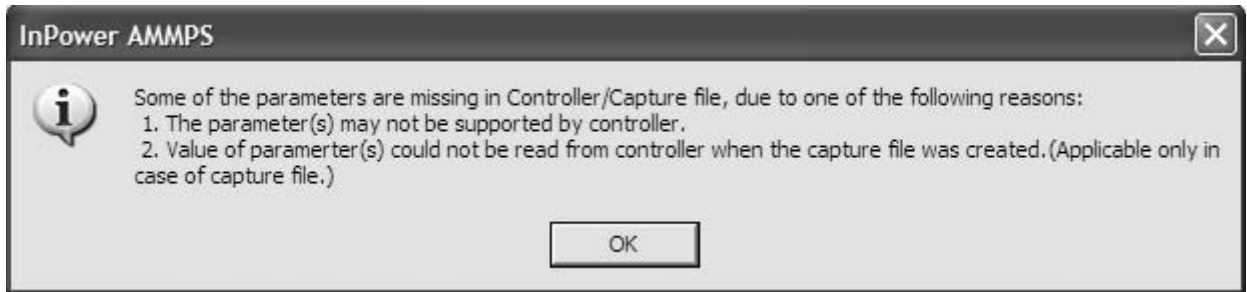 InPower AMMPS
Some of the parameters are missing in Controller/Capture file, due to one of the following reasons:
1. The parameter(s) may not be supported by controller.
2. Value of paramerter(s) could not be read from controller when the capture file was created.(Applicable only in
case of capture file.)
OK